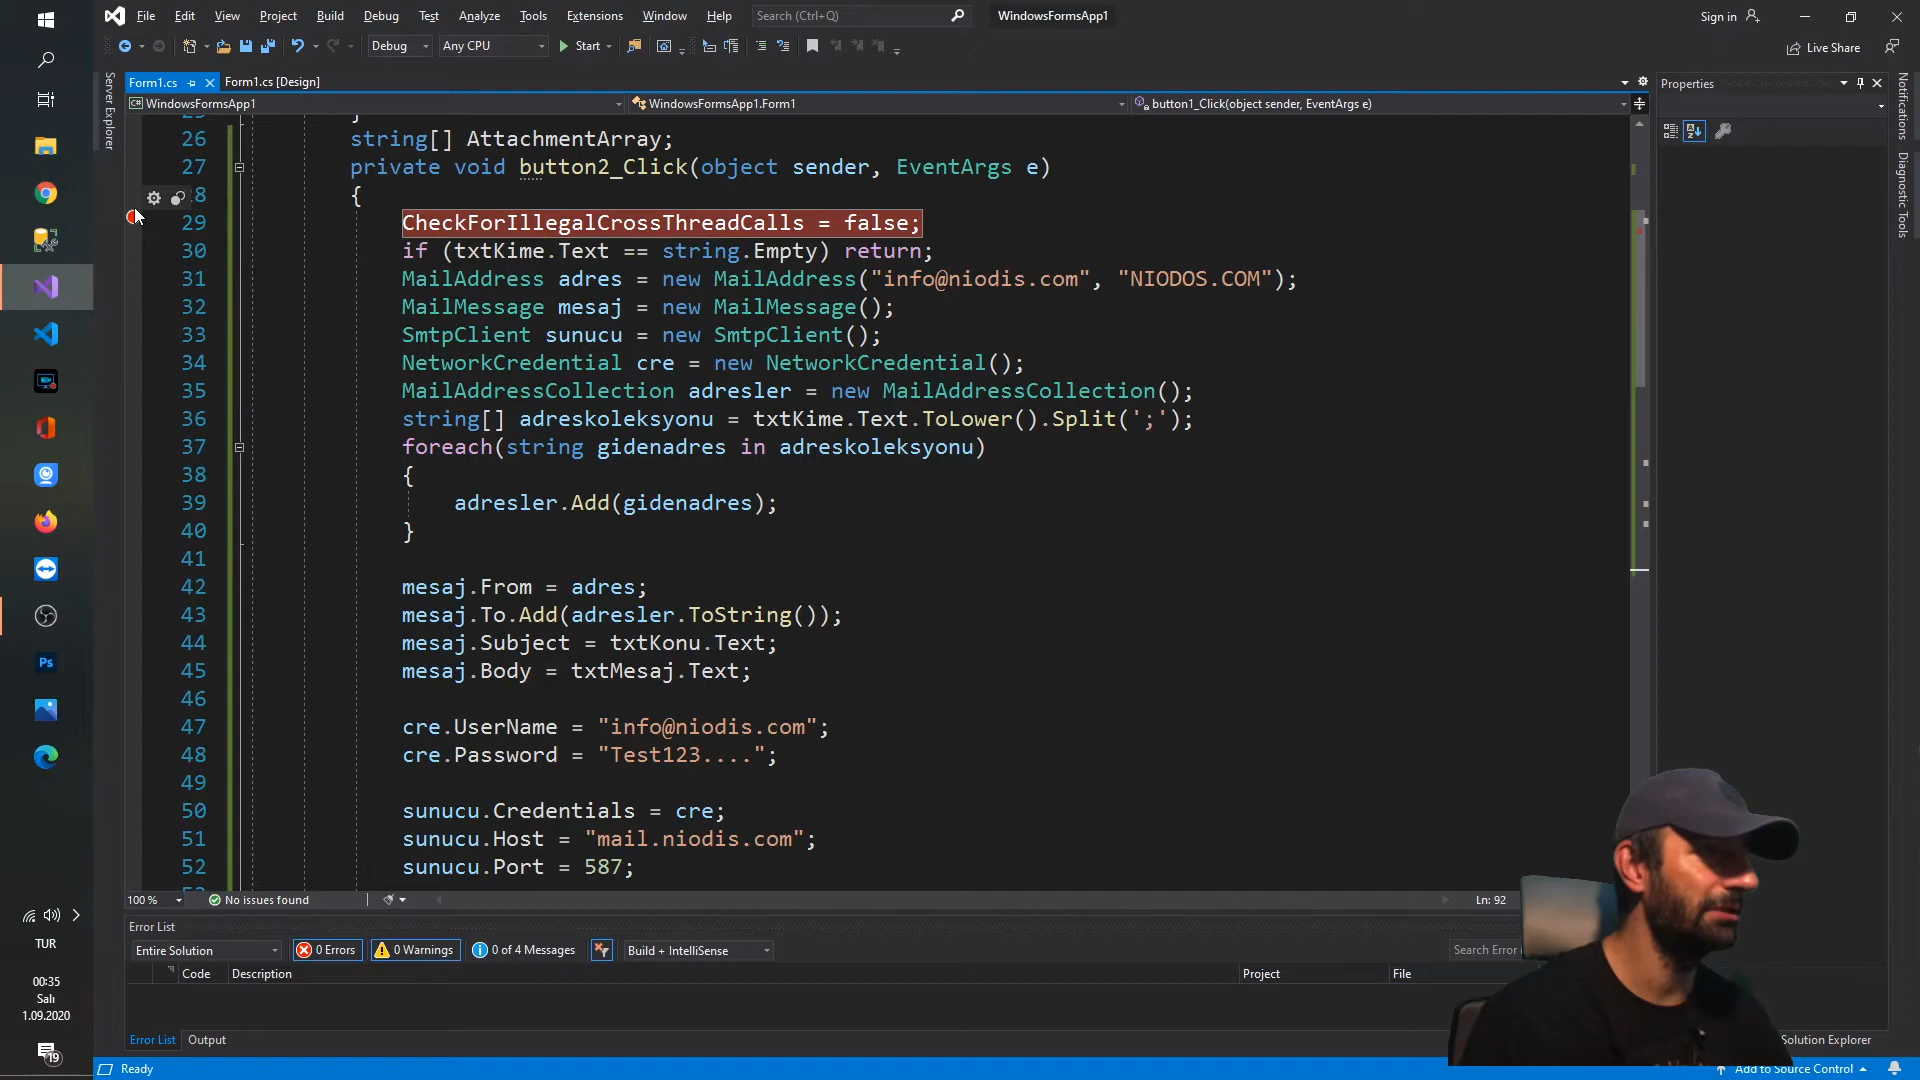 File Edit View Project Build Debug Test Analyze Tools Extensions Window Help Search (Ctrl+Q) WindowsFormsApp1 Sign in
Debug Any CPU Start Live Share
Form1.cs Form1.cs [Design] Properties
WindowsFormsApp1 WindowsFormsApp1.Form1 button1_Click(object sender, EventArgs e)
Server Explorer
Notifications
Diagnostic Tools
26 string[] AttachmentArray;
27 private void button2_Click(object sender, EventArgs e)
28 {
29 CheckForIllegalCrossThreadCalls = false;
30 if (txtKime.Text == string.Empty) return;
31 MailAddress adres = new MailAddress("info@niodis.com", "NIODOS.COM");
32 MailMessage mesaj = new MailMessage();
33 SmtpClient sunucu = new SmtpClient();
34 NetworkCredential cre = new NetworkCredential();
35 MailAddressCollection adresler = new MailAddressCollection();
36 string[] adreskoleksyonu = txtKime.Text.ToLower().Split(';');
37 foreach(string gidenadres in adreskoleksyonu)
38 {
39 adresler.Add(gidenadres);
40 }
41
42 mesaj.From = adres;
43 mesaj.To.Add(adresler.ToString());
44 mesaj.Subject = txtKonu.Text;
45 mesaj.Body = txtMesaj.Text;
46
47 cre.UserName = "info@niodis.com";
48 cre.Password = "Test123....";
49
50 sunucu.Credentials = cre;
51 sunucu.Host = "mail.niodis.com";
52 sunucu.Port = 587;
100 % No issues found Ln: 92
Error List
Entire Solution 0 Errors 0 Warnings 0 of 4 Messages Build + IntelliSense Search Error
Code Description Project File
Error List Output Solution Explorer
Ready Add to Source Control
Ps
TUR
00:35
Salı
1.09.2020
19